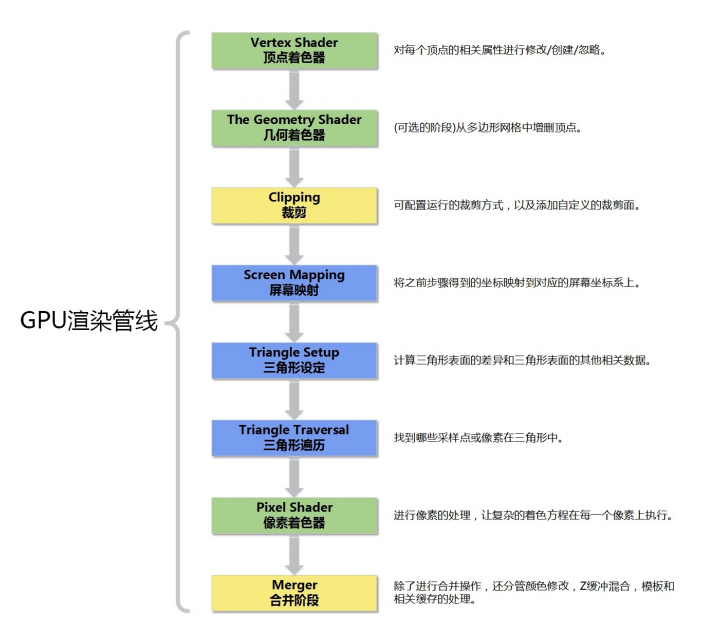 GPU渲染管线
Vertex Shader
顶点着色器
对每个顶点的相关属性进行修改/创建/忽略。
The Geometry Shader
几何着色器
(可选的阶段)从多边形网格中增删顶点。
Clipping
裁剪
可配置运行的裁剪方式，以及添加自定义的裁剪面。
Screen Mapping
屏幕映射
将之前步骤得到的坐标映射到对应的屏幕坐标系上。
Triangle Setup
三角形设定
计算三角形表面的差异和三角形表面的其他相关数据。
Triangle Traversal
三角形遍历
找到哪些采样点或像素在三角形中。
Pixel Shader
像素着色器
进行像素的处理，让复杂的着色方程在每一个像素上执行。
Merger
合并阶段
除了进行合并操作，还分管颜色修改，Z缓冲混合，模板和
相关缓存的处理。